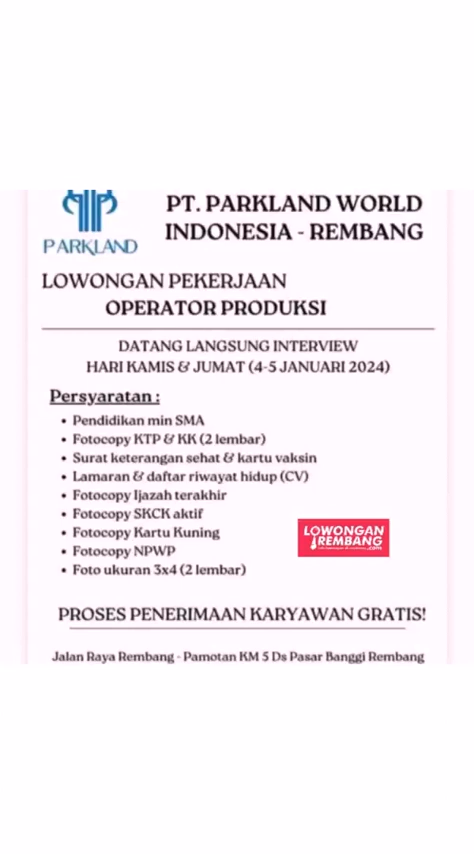 PT. PARKLAND WORLD
INDONESIA - REMBANG
PARKLAND
LOWONGAN PEKERJAAN
OPERATOR PRODUKSI
DATANG LANGSUNG INTERVIEW
HARI KAMIS & JUMAT (4-5 JANUARI 2024)
Persyaratan :
• Pendidikan min SMA
• Fotocopy KTP & KK (2 lembar)
• Surat keterangan sehat & kartu vaksin
• Lamaran & daftar riwayat hidup (CV)
• Fotocopy Ijazah terakhir
• Fotocopy SKCK aktif
• Fotocopy Kartu Kuning
• Fotocopy NPWP
• Foto ukuran 3x4 (2 lembar)
LOWONGAN
REMBANG
.com
PROSES PENERIMAAN KARYAWAN GRATIS!
Jalan Raya Rembang - Pamotan KM 5 Ds Pasar Banggi Rembang